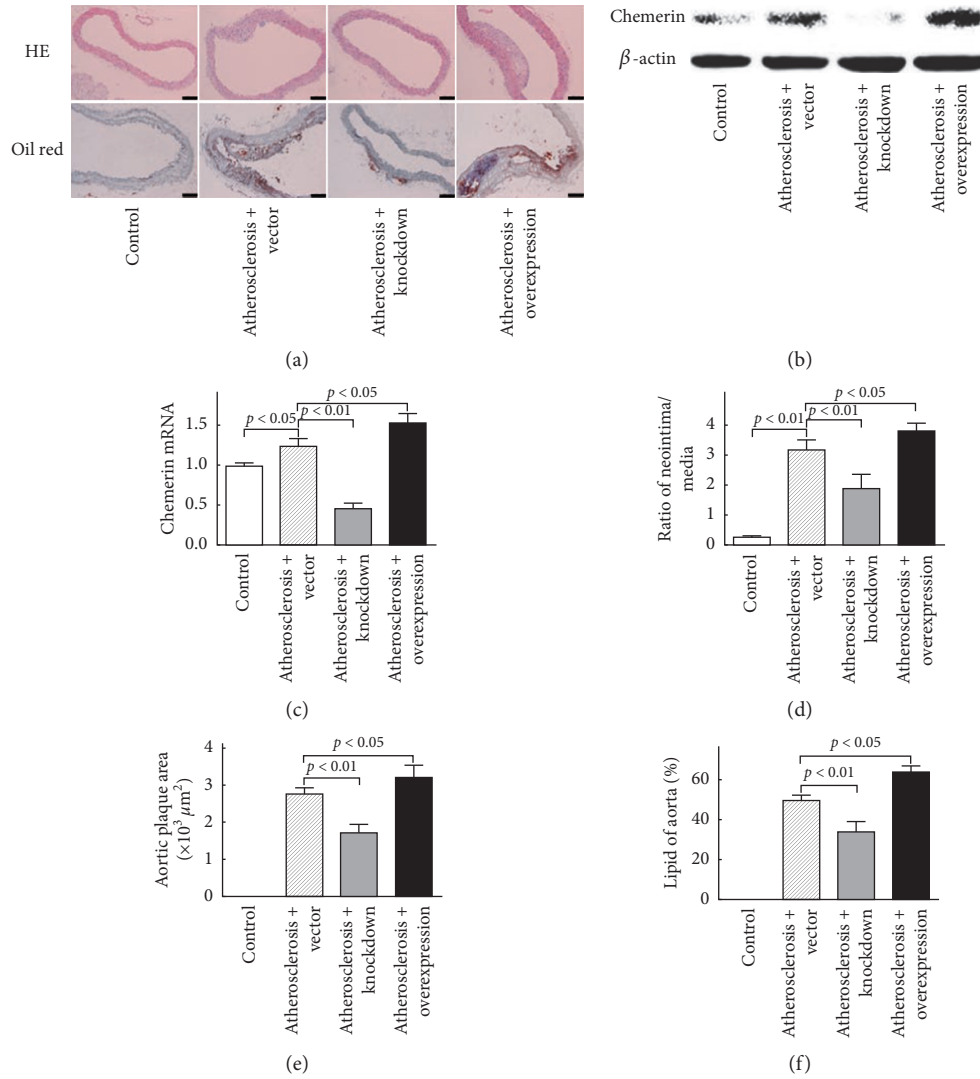 HE
Oil red
Control
Atherosclerosis +
vector
Atherosclerosis +
knockdown
Atherosclerosis +
overexpression
(a)
Chemerin
β-actin
Control
Atherosclerosis +
vector
Atherosclerosis +
knockdown
Atherosclerosis +
overexpression
(b)
Chemerin mRNA
1.5
1.0
0.5
0.0
p < 0.05
p < 0.05
p < 0.01
Control
Atherosclerosis +
vector
Atherosclerosis +
knockdown
Atherosclerosis +
overexpression
(c)
Ratio of neointima/
media
4
3
2
1
0
p < 0.05
p < 0.01
p < 0.01
Control
Atherosclerosis +
vector
Atherosclerosis +
knockdown
Atherosclerosis +
overexpression
(d)
Aortic plaque area
(×10³ μm²)
4
3
2
1
0
p < 0.05
p < 0.01
Control
Atherosclerosis +
vector
Atherosclerosis +
knockdown
Atherosclerosis +
overexpression
(e)
Lipid of aorta (%)
60
40
20
0
p < 0.05
p < 0.01
Control
Atherosclerosis +
vector
Atherosclerosis +
knockdown
Atherosclerosis +
overexpression
(f)